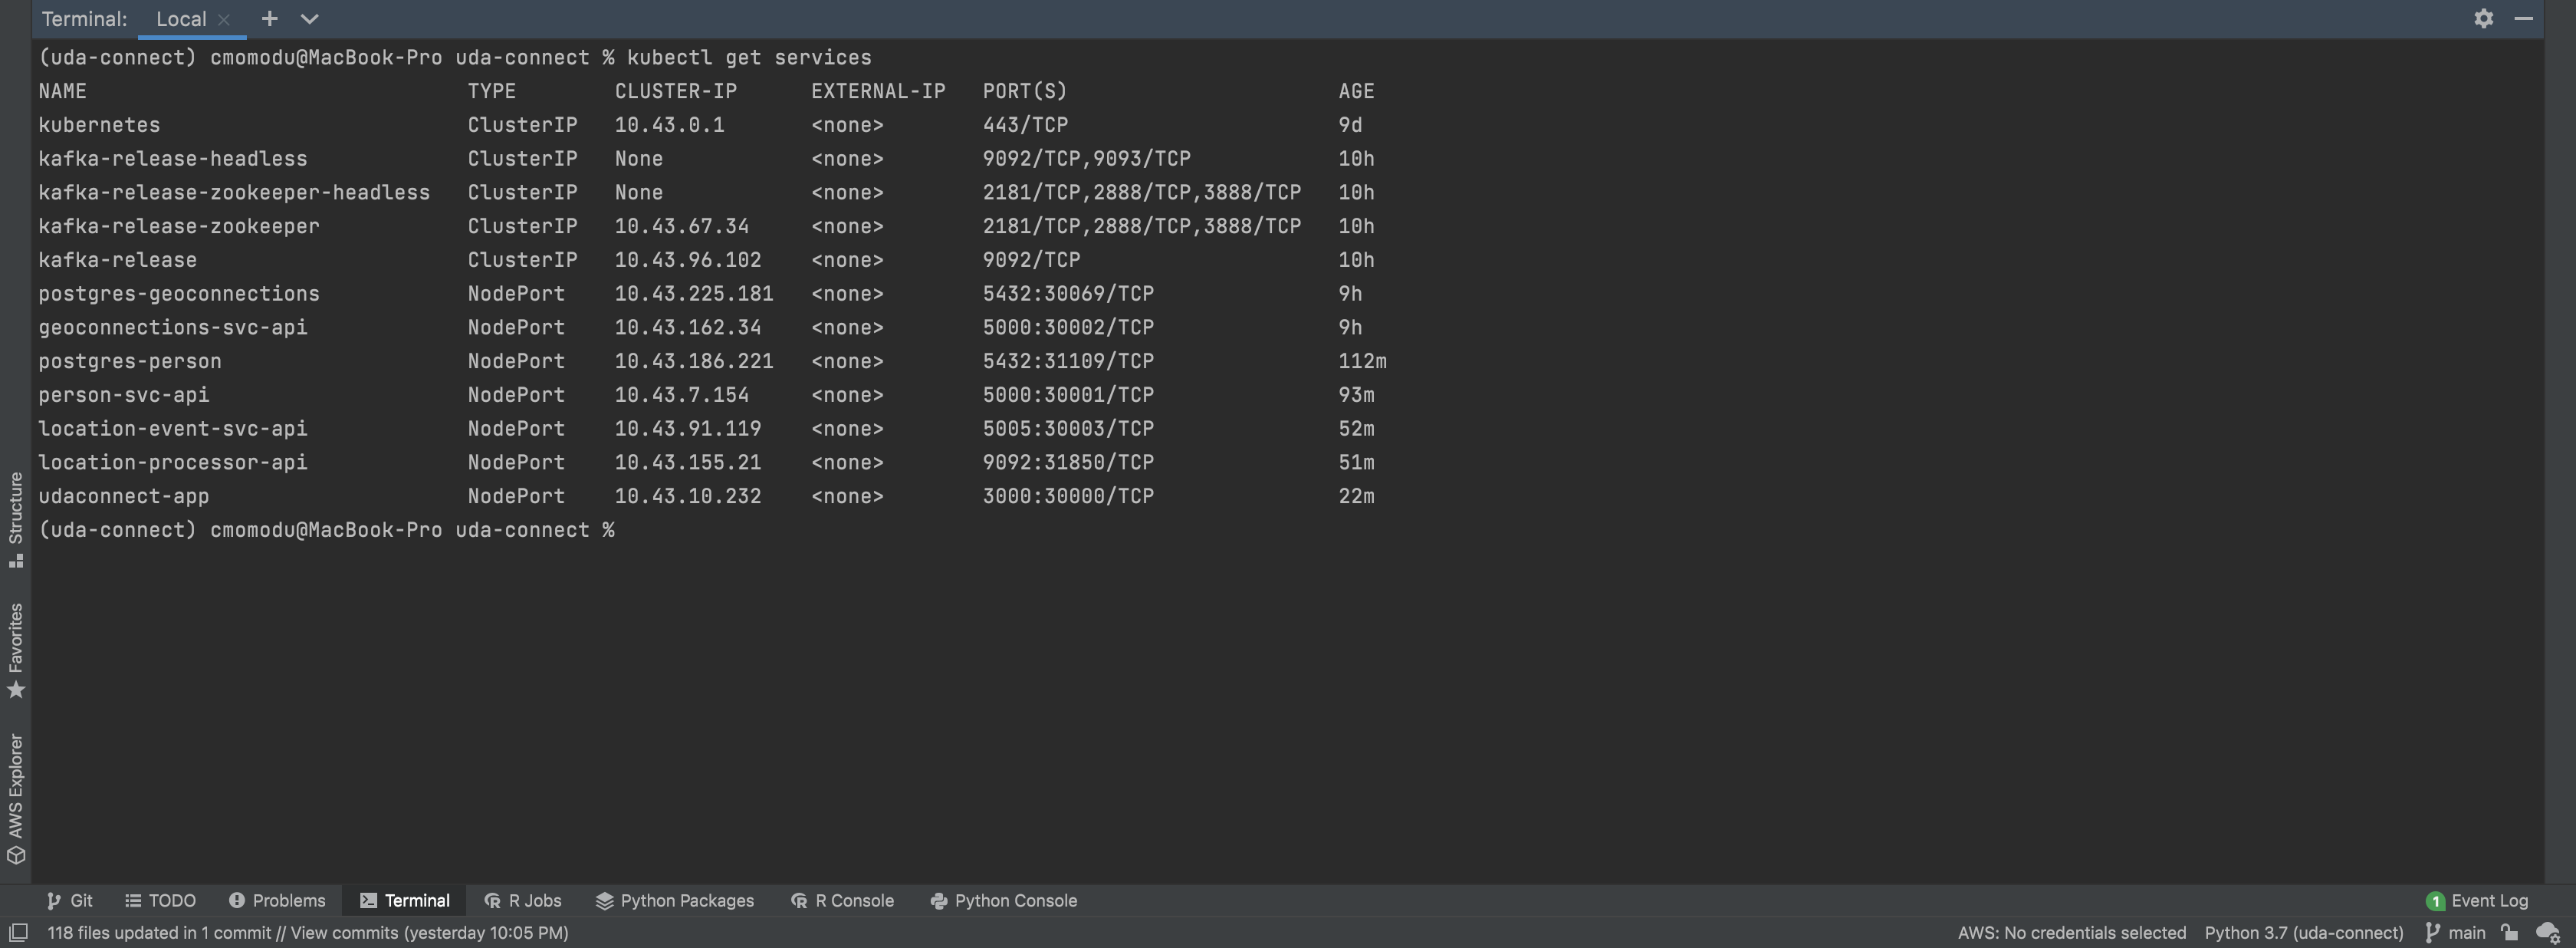 Terminal: Local
(uda-connect) cmomodu@MacBook-Pro uda-connect % kubectl get services
NAME TYPE CLUSTER-IP EXTERNAL-IP PORT(S) AGE
kubernetes ClusterIP 10.43.0.1 <none> 443/TCP 9d
kafka-release-headless ClusterIP None <none> 9092/TCP,9093/TCP 10h
kafka-release-zookeeper-headless ClusterIP None <none> 2181/TCP,2888/TCP,3888/TCP 10h
kafka-release-zookeeper ClusterIP 10.43.67.34 <none> 2181/TCP,2888/TCP,3888/TCP 10h
kafka-release ClusterIP 10.43.96.102 <none> 9092/TCP 10h
postgres-geoconnections NodePort 10.43.225.181 <none> 5432:30069/TCP 9h
geoconnections-svc-api NodePort 10.43.162.34 <none> 5000:30002/TCP 9h
postgres-person NodePort 10.43.186.221 <none> 5432:31109/TCP 112m
person-svc-api NodePort 10.43.7.154 <none> 5000:30001/TCP 93m
location-event-svc-api NodePort 10.43.91.119 <none> 5005:30003/TCP 52m
location-processor-api NodePort 10.43.155.21 <none> 9092:31850/TCP 51m
udaconnect-app NodePort 10.43.10.232 <none> 3000:30000/TCP 22m
(uda-connect) cmomodu@MacBook-Pro uda-connect %
Structure
Favorites
AWS Explorer
Git TODO Problems Terminal R Jobs Python Packages R Console Python Console 1 Event Log
118 files updated in 1 commit // View commits (yesterday 10:05 PM) AWS: No credentials selected Python 3.7 (uda-connect) main